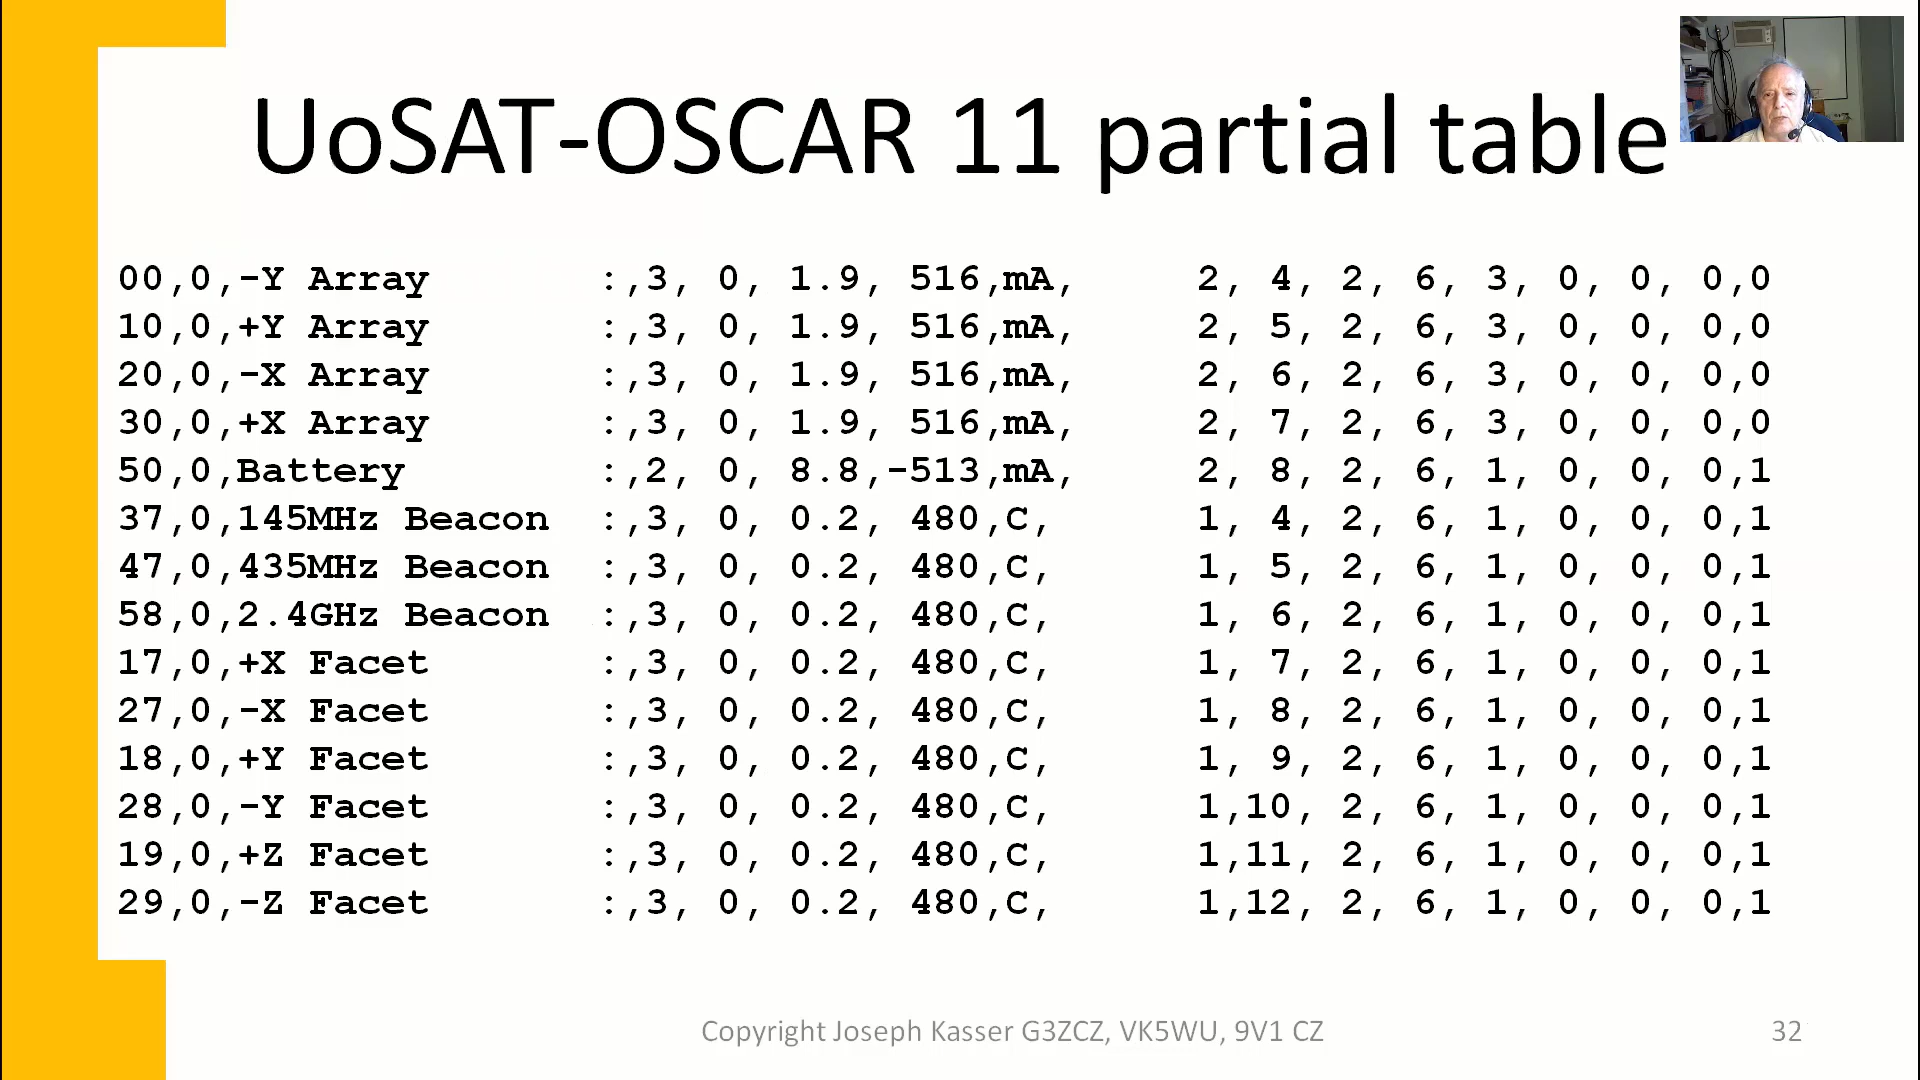 UoSAT-OSCAR 11 partial table
00,0,-Y Array :,3, 0, 1.9, 516,mA, 2, 4, 2, 6, 3, 0, 0, 0,0
10,0,+Y Array :,3, 0, 1.9, 516,mA, 2, 5, 2, 6, 3, 0, 0, 0,0
20,0,-X Array :,3, 0, 1.9, 516,mA, 2, 6, 2, 6, 3, 0, 0, 0,0
30,0,+X Array :,3, 0, 1.9, 516,mA, 2, 7, 2, 6, 3, 0, 0, 0,0
50,0,Battery :,2, 0, 8.8,-513,mA, 2, 8, 2, 6, 1, 0, 0, 0,1
37,0,145MHz Beacon :,3, 0, 0.2, 480,C, 1, 4, 2, 6, 1, 0, 0, 0,1
47,0,435MHz Beacon :,3, 0, 0.2, 480,C, 1, 5, 2, 6, 1, 0, 0, 0,1
58,0,2.4GHz Beacon :,3, 0, 0.2, 480,C, 1, 6, 2, 6, 1, 0, 0, 0,1
17,0,+X Facet :,3, 0, 0.2, 480,C, 1, 7, 2, 6, 1, 0, 0, 0,1
27,0,-X Facet :,3, 0, 0.2, 480,C, 1, 8, 2, 6, 1, 0, 0, 0,1
18,0,+Y Facet :,3, 0, 0.2, 480,C, 1, 9, 2, 6, 1, 0, 0, 0,1
28,0,-Y Facet :,3, 0, 0.2, 480,C, 1,10, 2, 6, 1, 0, 0, 0,1
19,0,+Z Facet :,3, 0, 0.2, 480,C, 1,11, 2, 6, 1, 0, 0, 0,1
29,0,-Z Facet :,3, 0, 0.2, 480,C, 1,12, 2, 6, 1, 0, 0, 0,1
Copyright Joseph Kasser G3ZCZ, VK5WU, 9V1 CZ
32